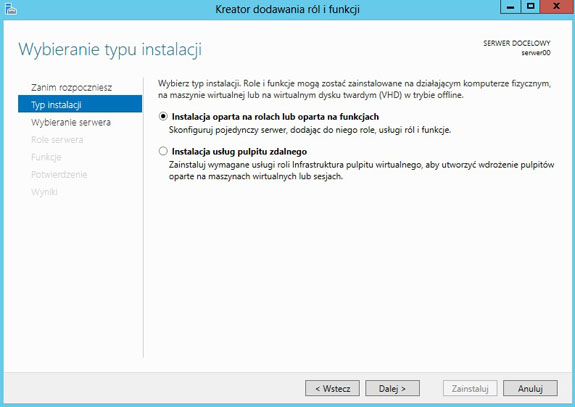 Kreator dodawania ról i funkcji
Wybieranie typu instalacji
SERWER DOCELOWY
serwer00
Zanim rozpoczniesz
Typ instalacji
Wybieranie serwera
Role serwera
Funkcje
Potwierdzenie
Wyniki
Wybierz typ instalacji. Role i funkcje mogą zostać zainstalowane na działającym komputerze fizycznym,
na maszynie wirtualnej lub na wirtualnym dysku twardym (VHD) w trybie offline.
Instalacja oparta na rolach lub oparta na funkcjach
Skonfiguruj pojedynczy serwer, dodając do niego role, usługi ról i funkcje.
Instalacja usług pulpitu zdalnego
Zainstaluj wymagane usługi roli Infrastruktura pulpitu wirtualnego, aby utworzyć wdrożenie pulpitów
oparte na maszynach wirtualnych lub sesjach.
< Wstecz
Dalej >
Zainstaluj
Anuluj